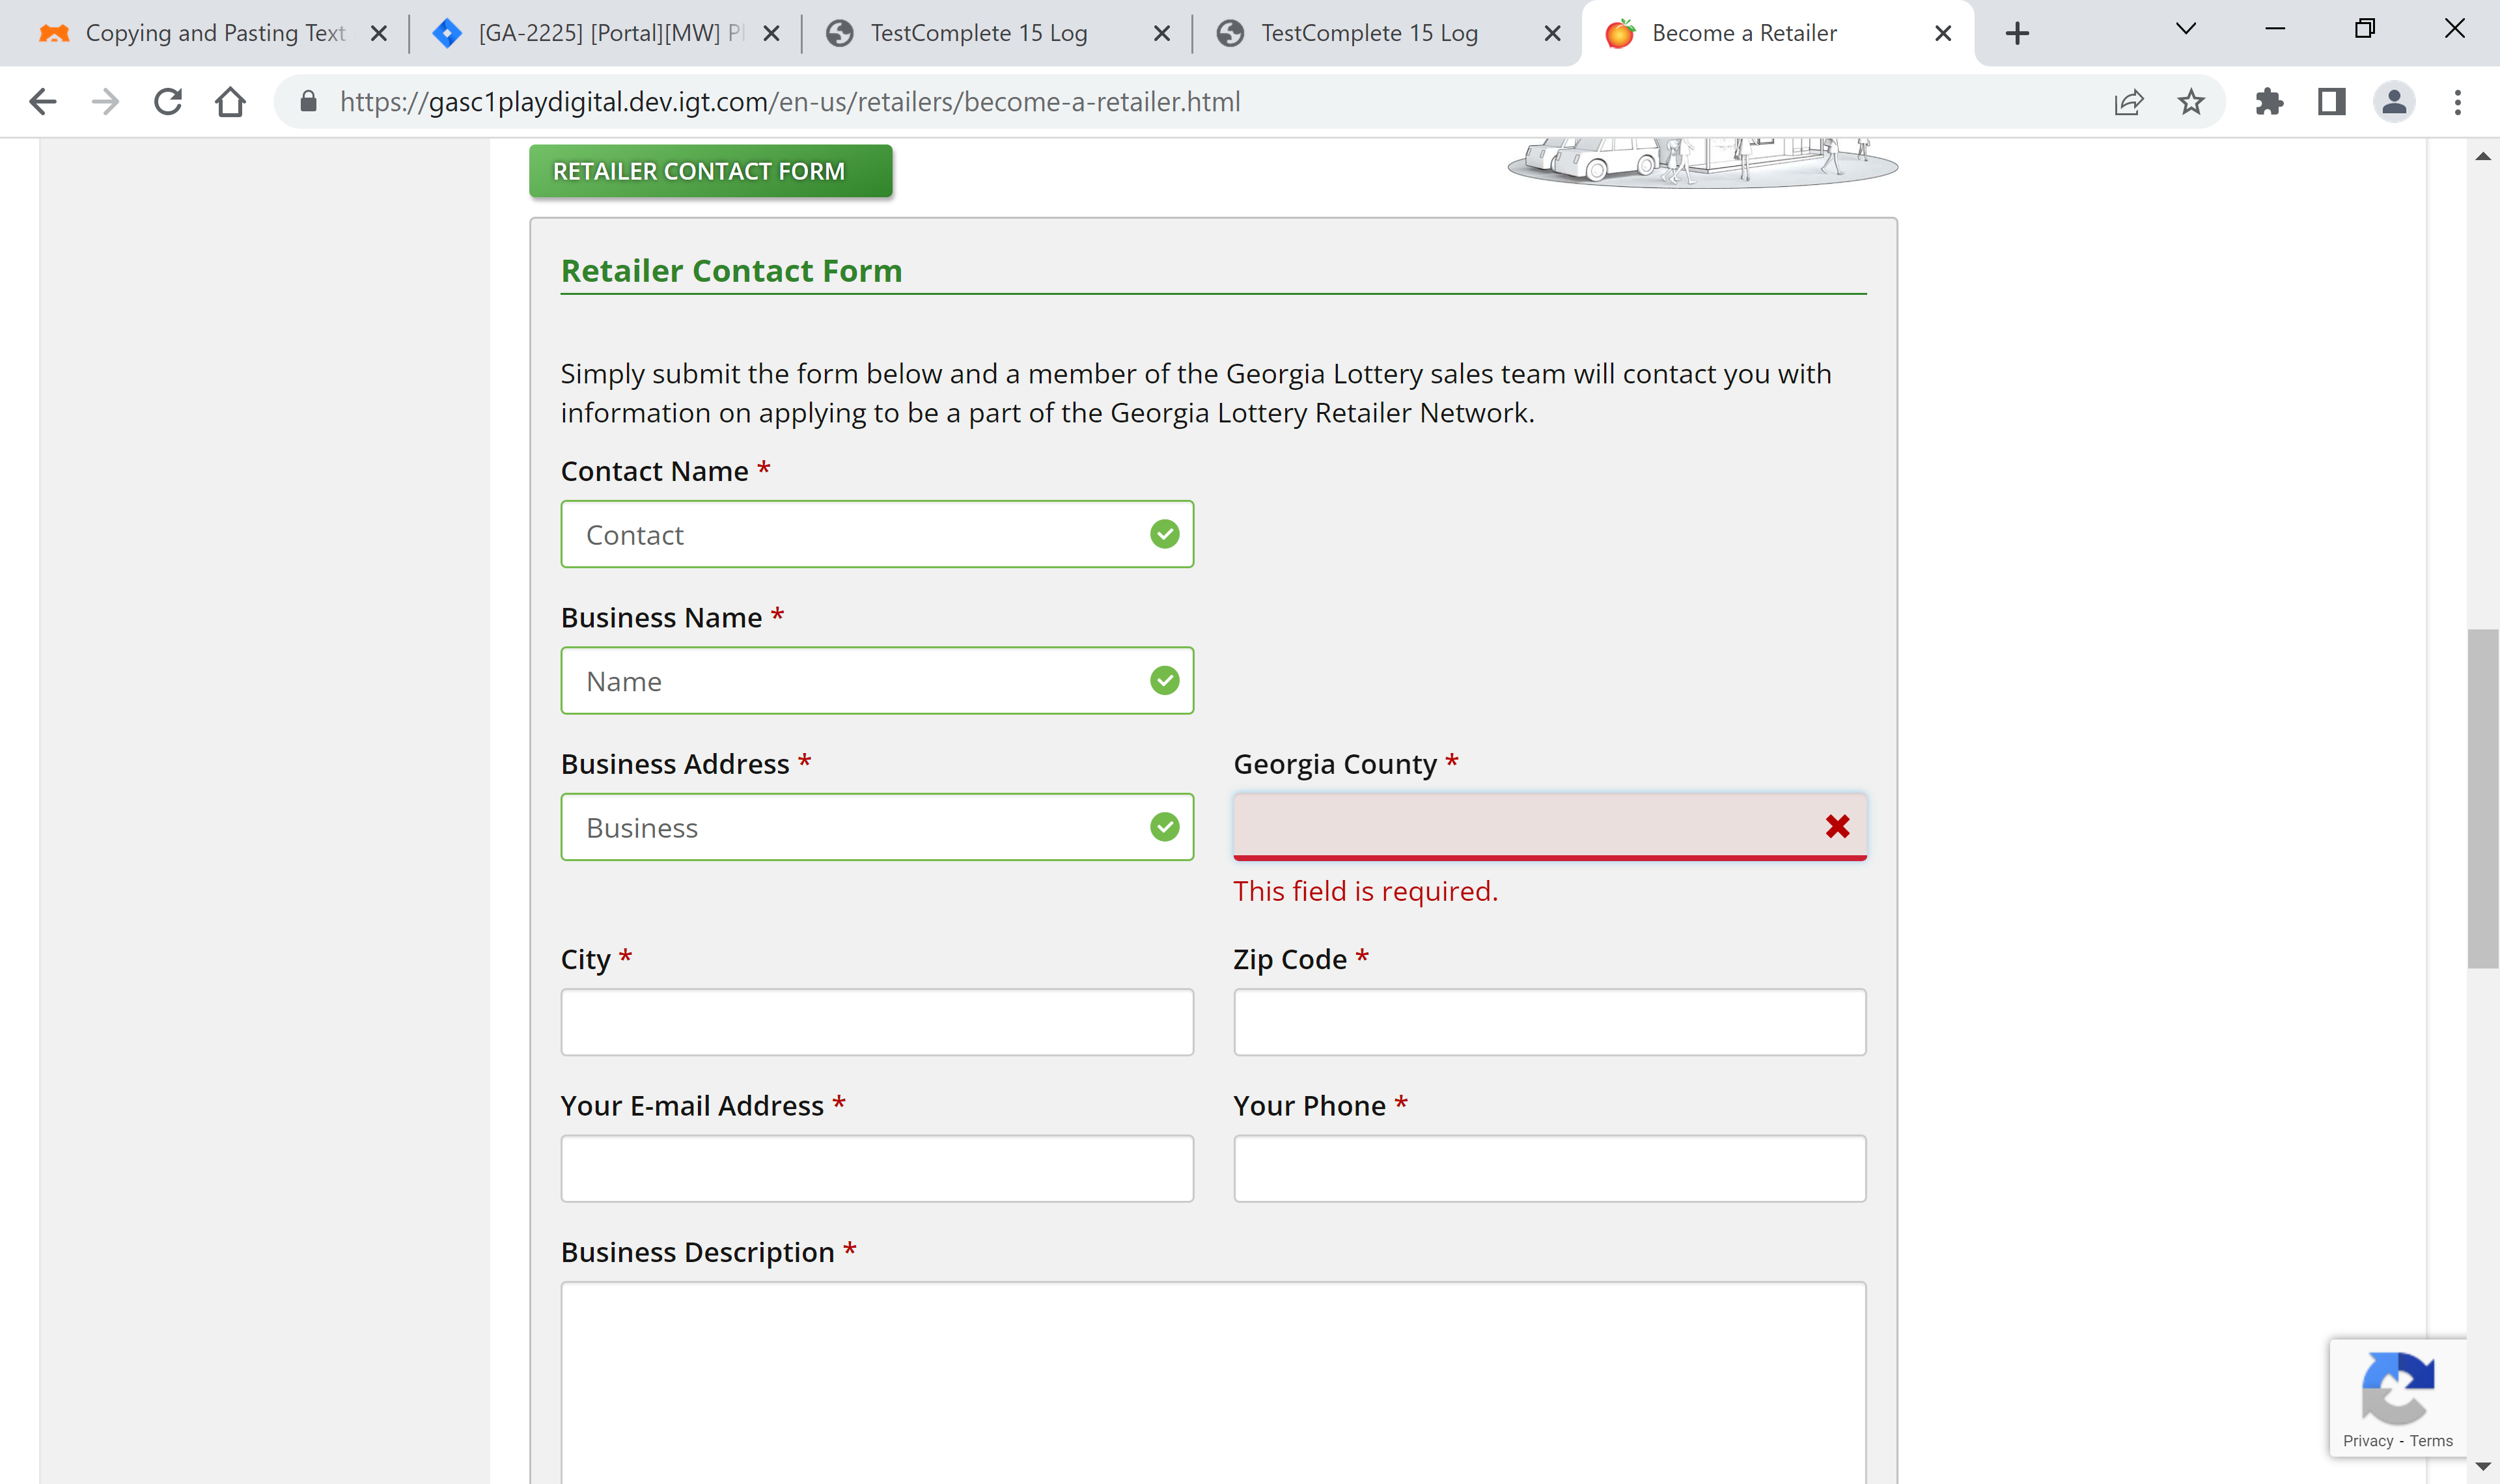 Copying and Pasting Text
[GA-2225] [Portal][MW] Pl
TestComplete 15 Log
TestComplete 15 Log
Become a Retailer
https://gasc1playdigital.dev.igt.com/en-us/retailers/become-a-retailer.html
RETAILER CONTACT FORM
Retailer Contact Form
Simply submit the form below and a member of the Georgia Lottery sales team will contact you with
information on applying to be a part of the Georgia Lottery Retailer Network.
Contact Name *
Contact
Business Name *
Name
Business Address *
Georgia County *
Business
This field is required.
City *
Zip Code *
Your E-mail Address *
Your Phone *
Business Description *
Privacy - Terms